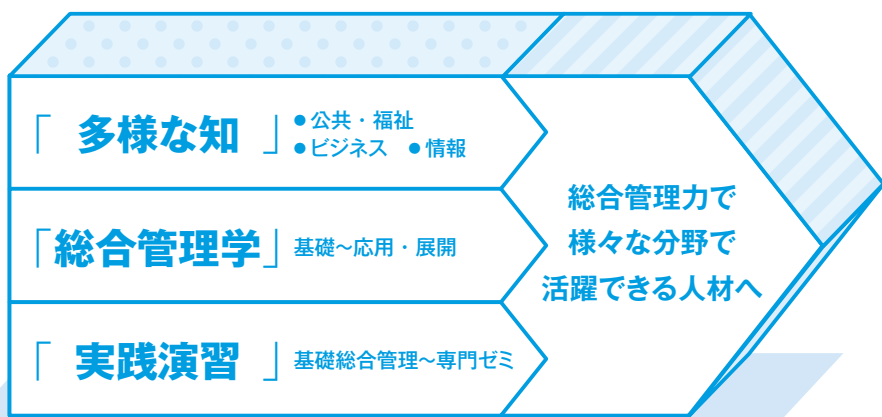 「 多様な知 」
●公共・福祉
●ビジネス ●情報
「総合管理学」
基礎～応用・展開
「 実践演習 」
基礎総合管理～専門ゼミ
総合管理力で
様々な分野で
活躍できる人材へ